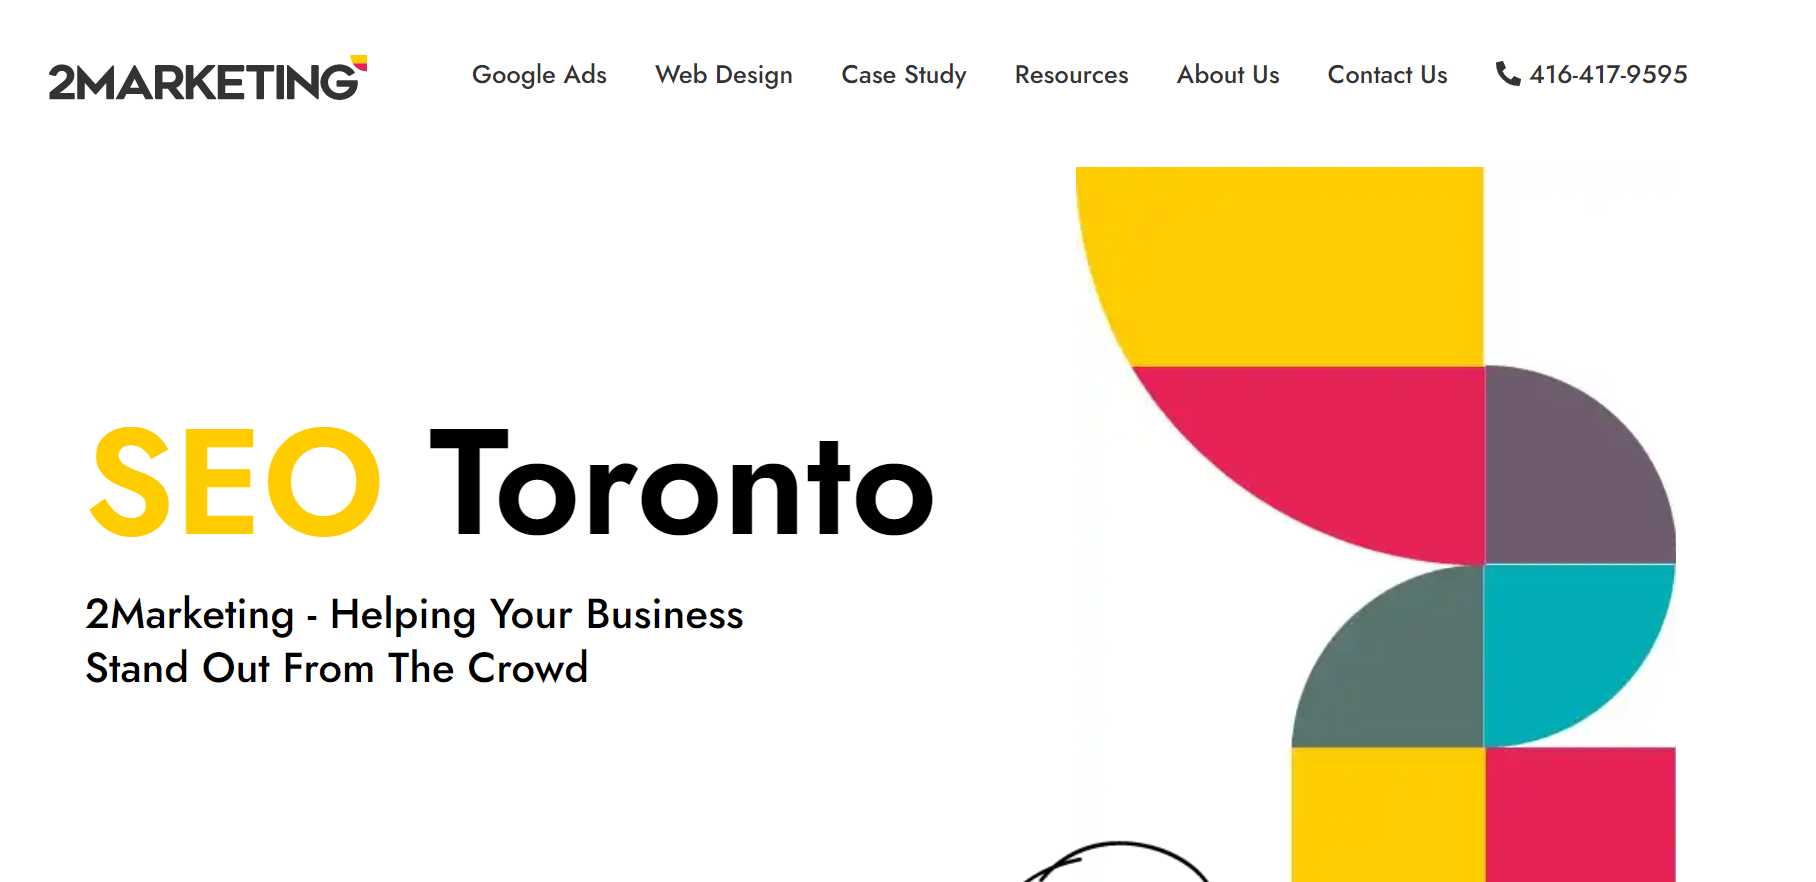 2MARKETING
Google Ads
Web Design
Case Study
Resources
About Us
Contact Us
416-417-9595
SEO Toronto
2Marketing - Helping Your Business
Stand Out From The Crowd